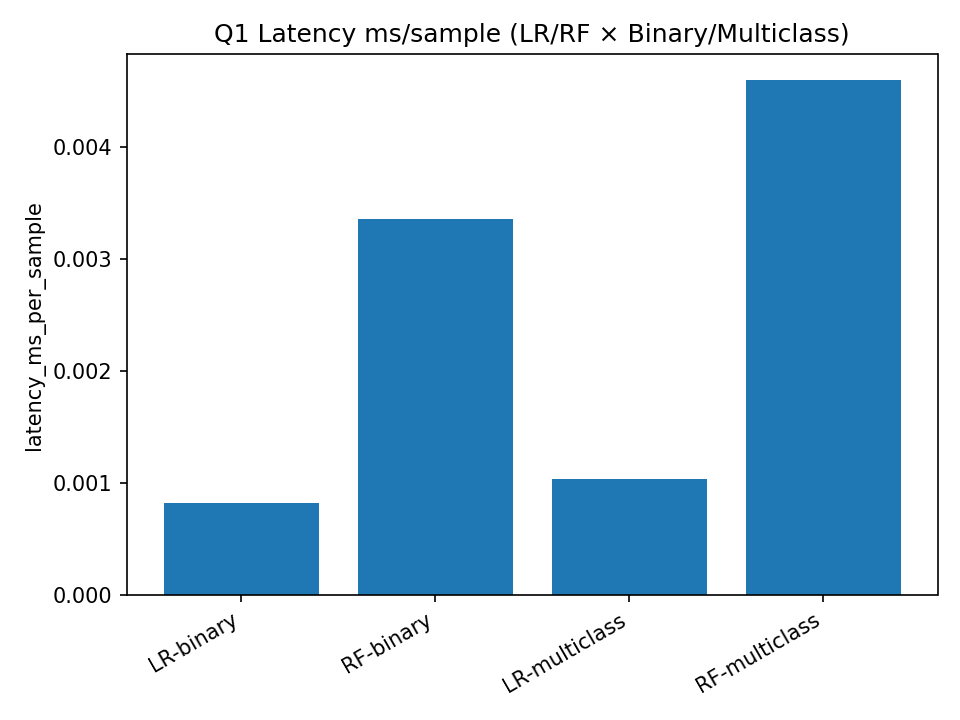 Q1 Latency ms/sample (LR/RF × Binary/Multiclass)
latency_ms_per_sample
0.004
0.003
0.002
0.001
0.000
LR-binary
RF-binary
LR-multiclass
RF-multiclass